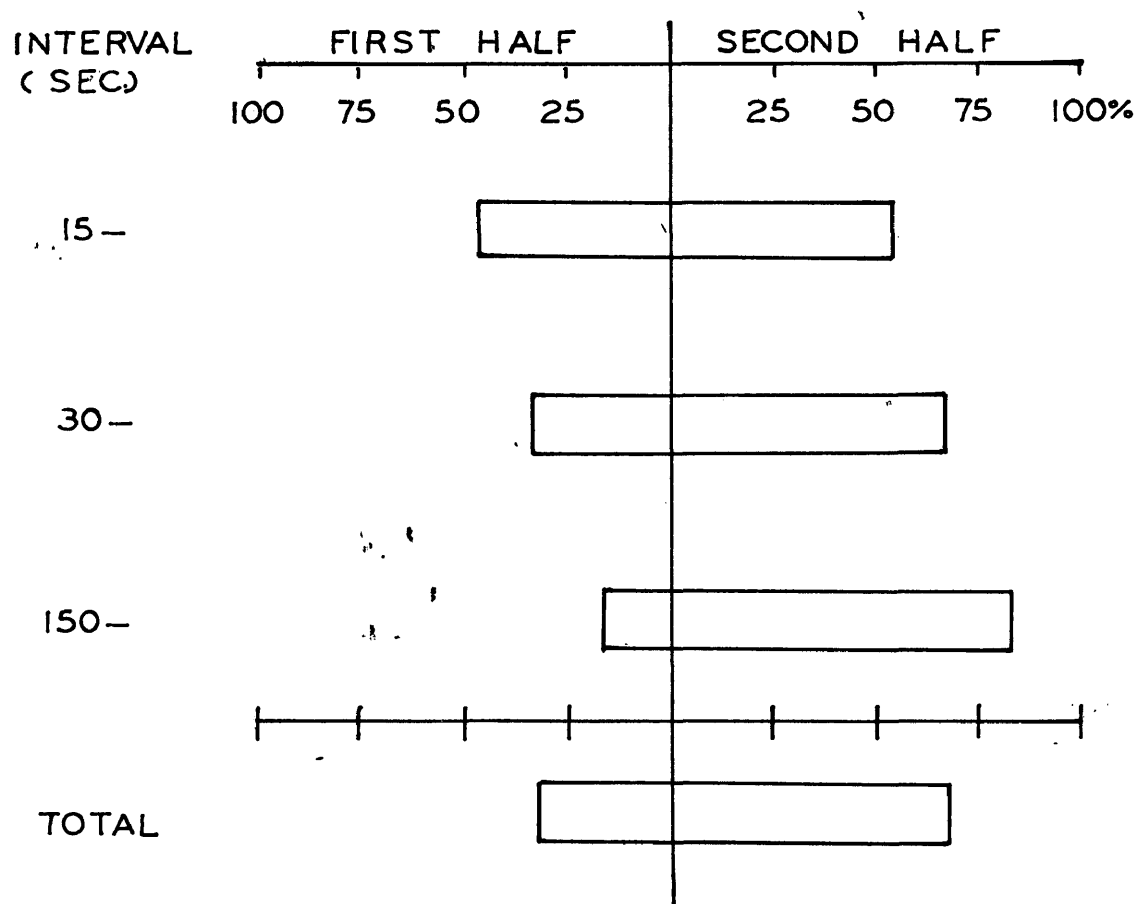 INTERVAL FIRST HALF SECOND HALF
(SEC.)
100 75 50 25 25 50 75 100%
15 –
30 –
150 –
TOTAL